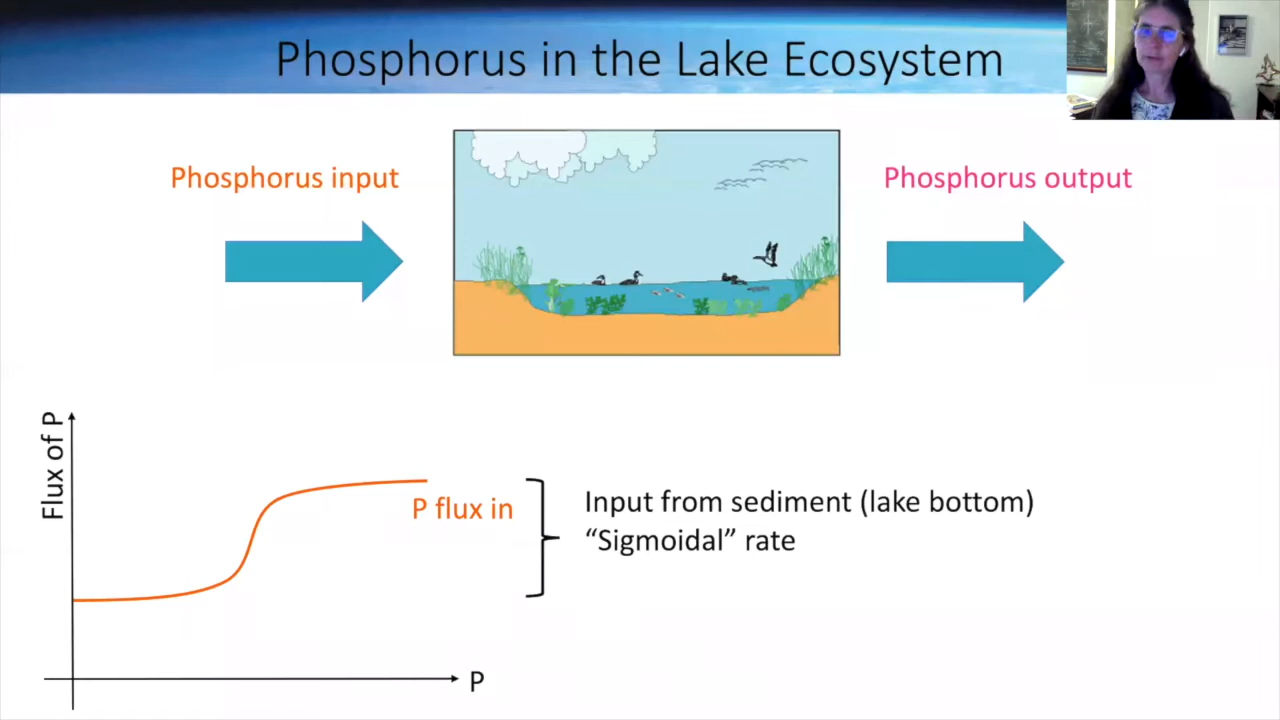 Phosphorus in the Lake Ecosystem
Phosphorus input
Phosphorus output
Flux of P
P flux in
Input from sediment (lake bottom)
“Sigmoidal” rate
P